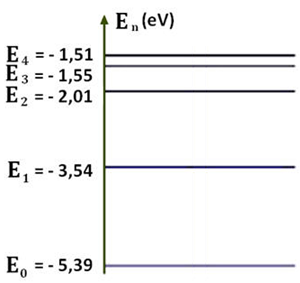 Eₙ (eV)
E₄ = - 1,51
E₃ = - 1,55
E₂ = - 2,01
E₁ = - 3,54
E₀ = - 5,39